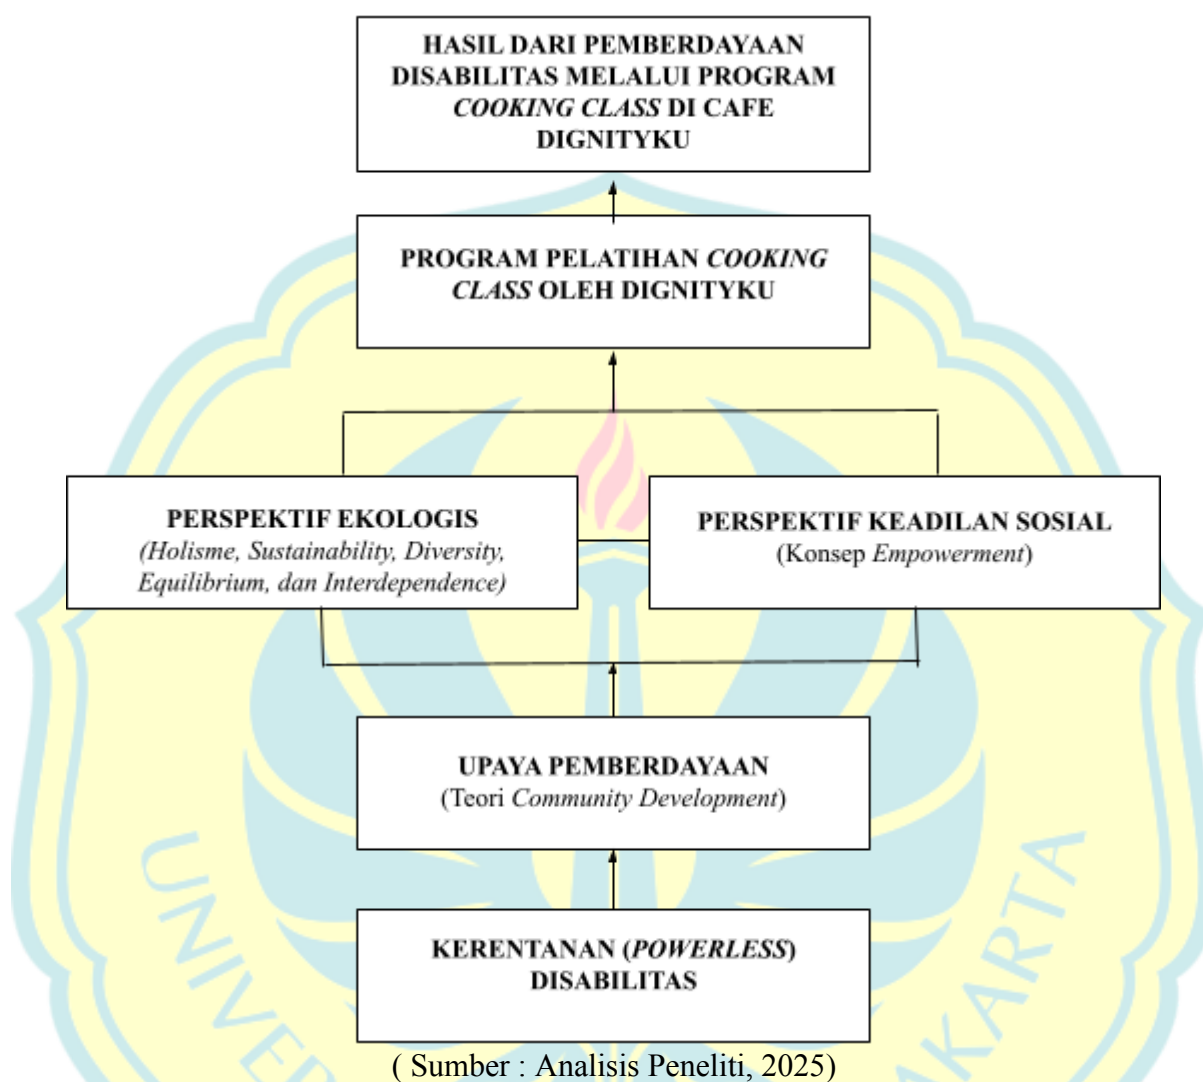 HASIL DARI PEMBERDAYAAN
DISABILITAS MELALUI PROGRAM
COOKING CLASS DI CAFE
DIGNITYKU
PROGRAM PELATIHAN COOKING
CLASS OLEH DIGNITYKU
PERSPEKTIF EKOLOGIS
(Holisme, Sustainability, Diversity,
Equilibrium, dan Interdependence)
PERSPEKTIF KEADILAN SOSIAL
(Konsep Empowerment)
UPAYA PEMBERDAYAAN
(Teori Community Development)
KERENTANAN (POWERLESS)
DISABILITAS
( Sumber : Analisis Peneliti, 2025)